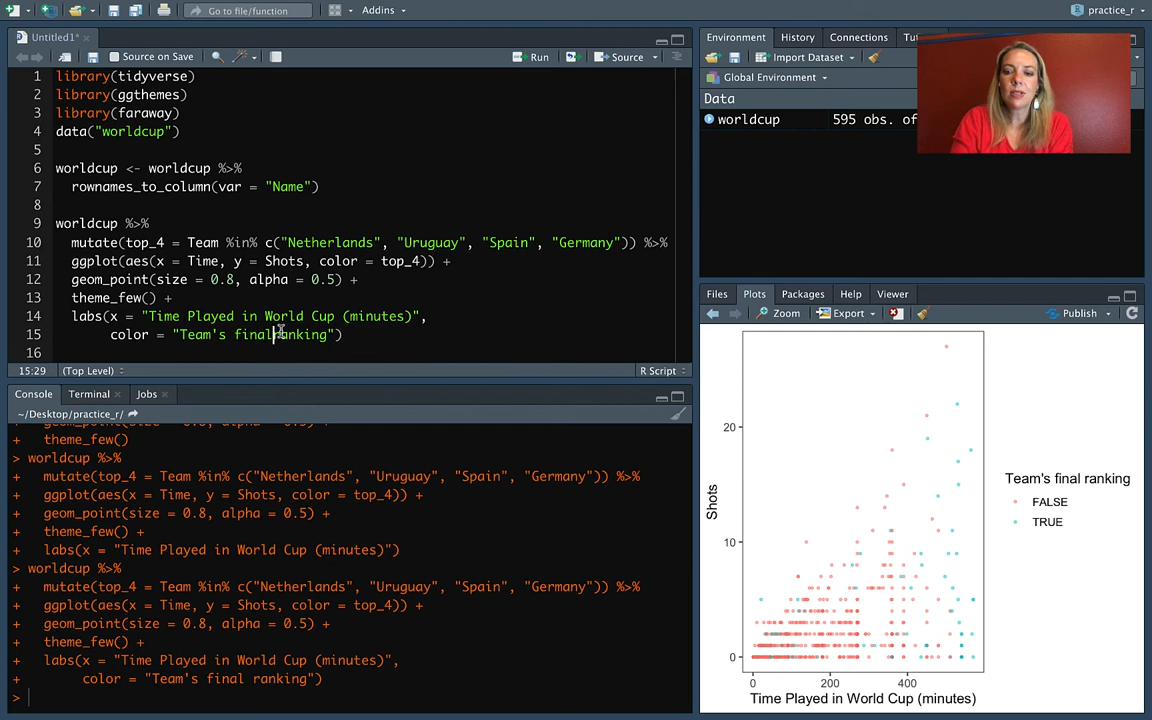 Go to file/function
Addins
practice_r
Untitled1*
Source on Save
Run
Source
1 library(tidyverse)
2 library(ggthemes)
3 library(faraway)
4 data("worldcup")
5
6 worldcup <- worldcup %>%
7 rownames_to_column(var = "Name")
8
9 worldcup %>%
10 mutate(top_4 = Team %in% c("Netherlands", "Uruguay", "Spain", "Germany")) %>%
11 ggplot(aes(x = Time, y = Shots, color = top_4)) +
12 geom_point(size = 0.8, alpha = 0.5) +
13 theme_few() +
14 labs(x = "Time Played in World Cup (minutes)",
15 color = "Team's final ranking")
16
15:29
(Top Level)
R Script
Console
Terminal
Jobs
~/Desktop/practice_r/
+ theme_few()
> worldcup %>%
+ mutate(top_4 = Team %in% c("Netherlands", "Uruguay", "Spain", "Germany")) %>%
+ ggplot(aes(x = Time, y = Shots, color = top_4)) +
+ geom_point(size = 0.8, alpha = 0.5) +
+ theme_few() +
+ labs(x = "Time Played in World Cup (minutes)")
> worldcup %>%
+ mutate(top_4 = Team %in% c("Netherlands", "Uruguay", "Spain", "Germany")) %>%
+ ggplot(aes(x = Time, y = Shots, color = top_4)) +
+ geom_point(size = 0.8, alpha = 0.5) +
+ theme_few() +
+ labs(x = "Time Played in World Cup (minutes)",
+ color = "Team's final ranking")
>
Environment
History
Connections
Import Dataset
Global Environment
Data
worldcup
595 obs. of
Files
Plots
Packages
Help
Viewer
Zoom
Export
Publish
20
10
0
Shots
0
200
400
Time Played in World Cup (minutes)
Team's final ranking
FALSE
TRUE